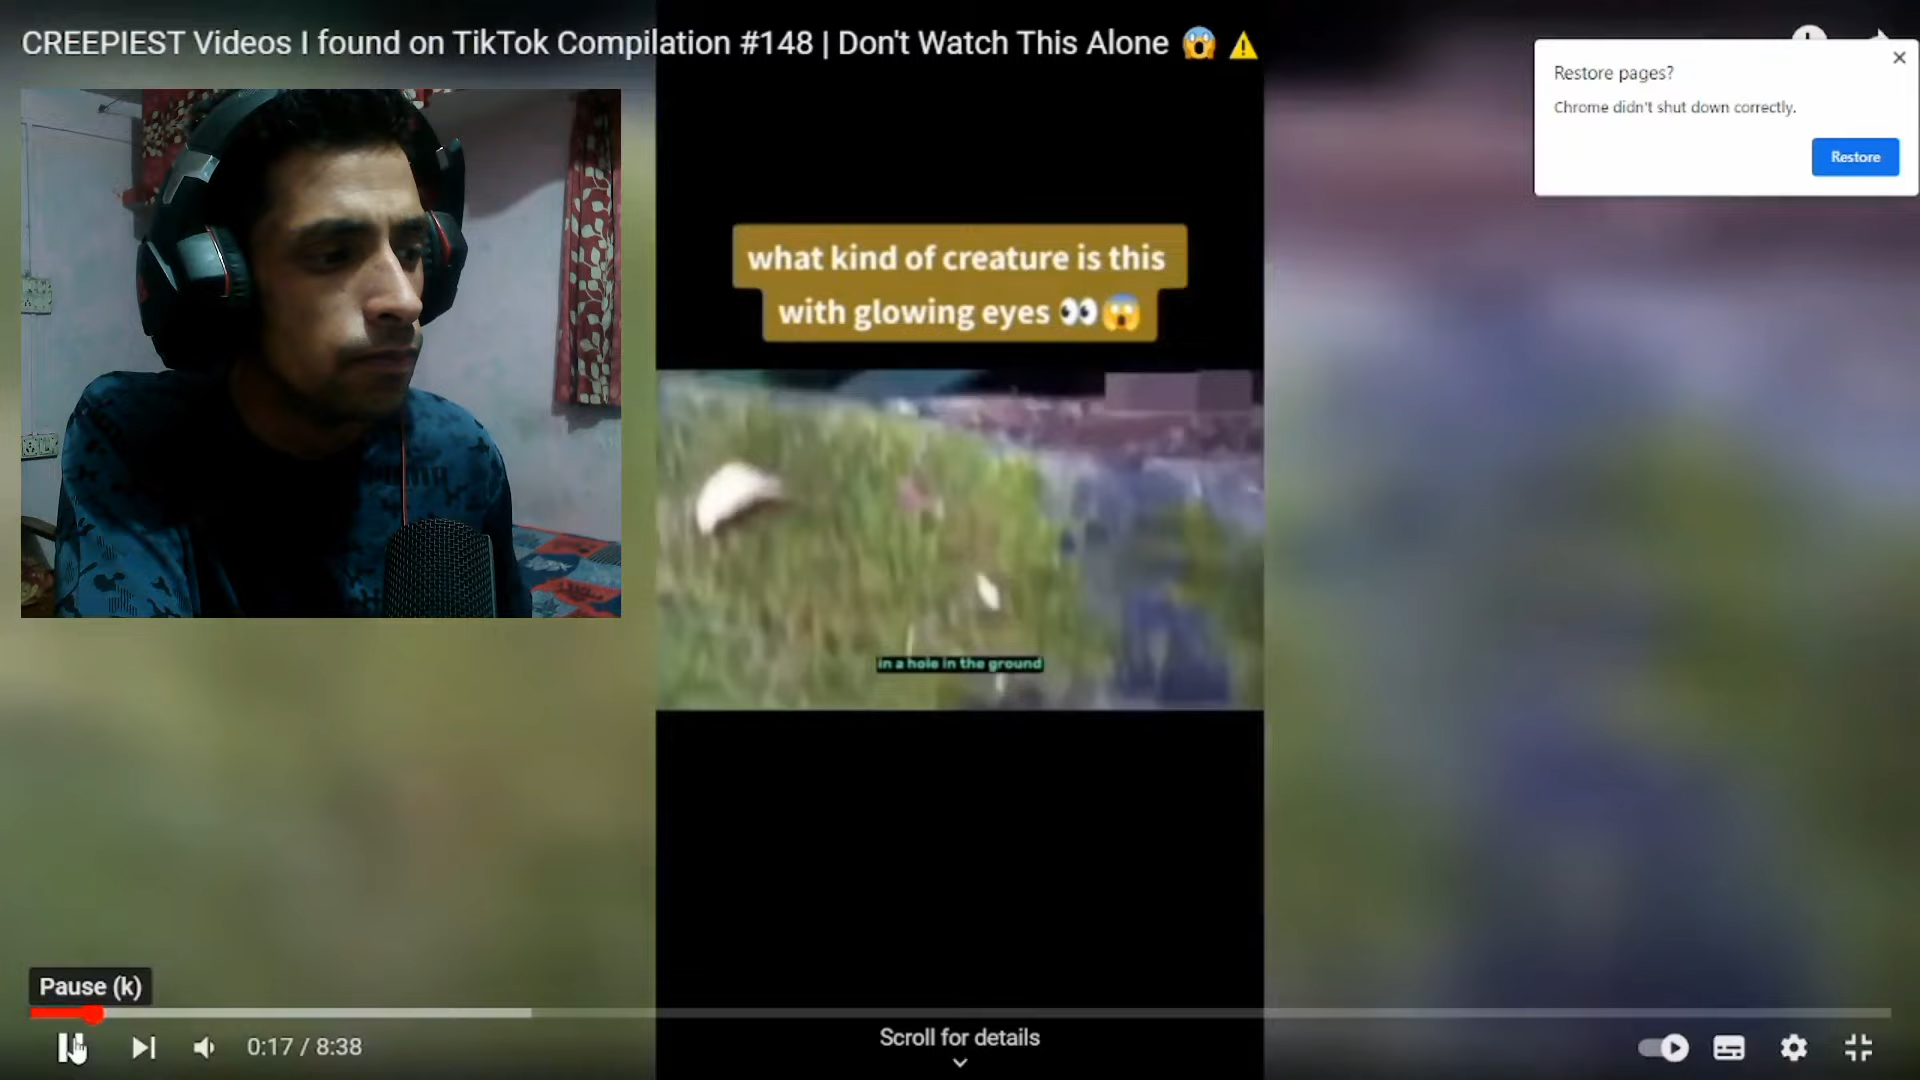 CREEPIEST Videos I found on TikTok Compilation #148 | Don't Watch This Alone 😱 ⚠️
Restore pages?
Chrome didn't shut down correctly.
Restore
what kind of creature is this
with glowing eyes 👀😱
in a hole in the ground
Pause (k)
0:17 / 8:38
Scroll for details